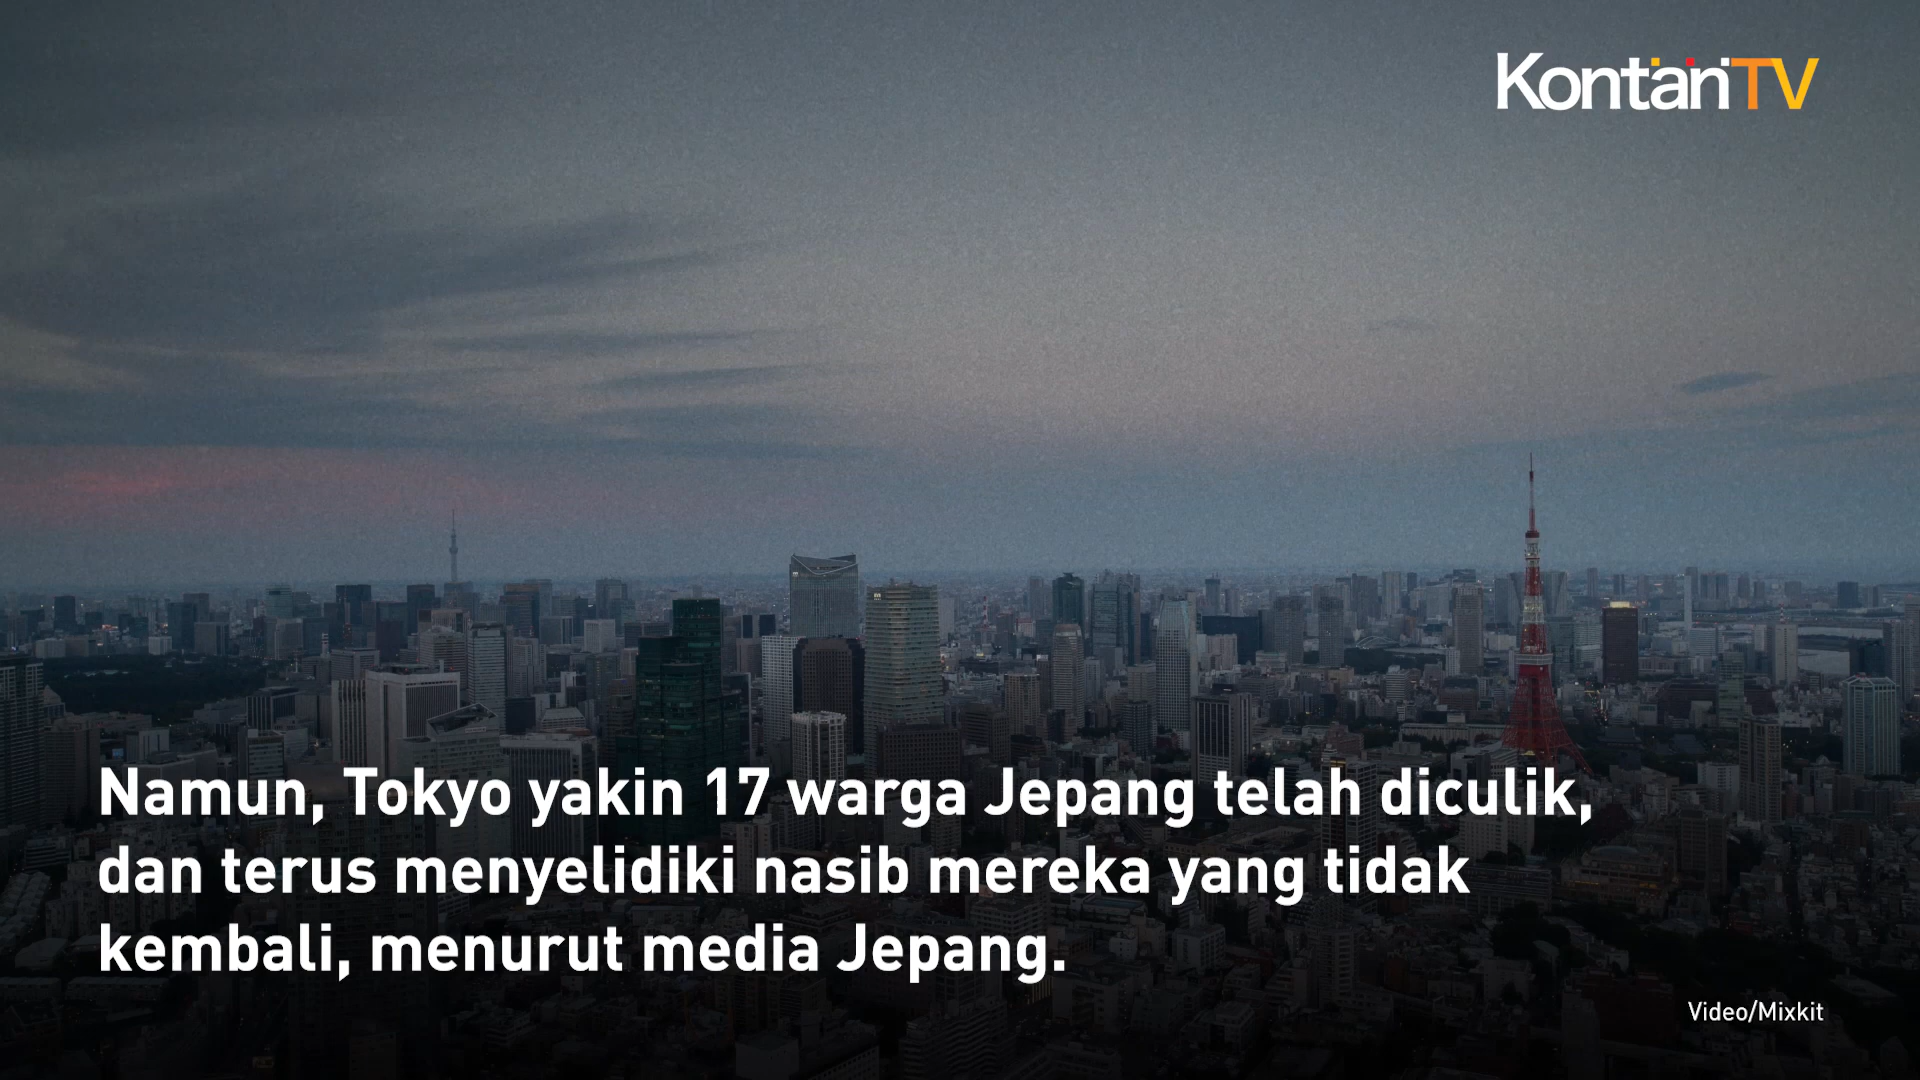 KontanTV
Namun, Tokyo yakin 17 warga Jepang telah diculik,
dan terus menyelidiki nasib mereka yang tidak
kembali, menurut media Jepang.
Video/Mixkit